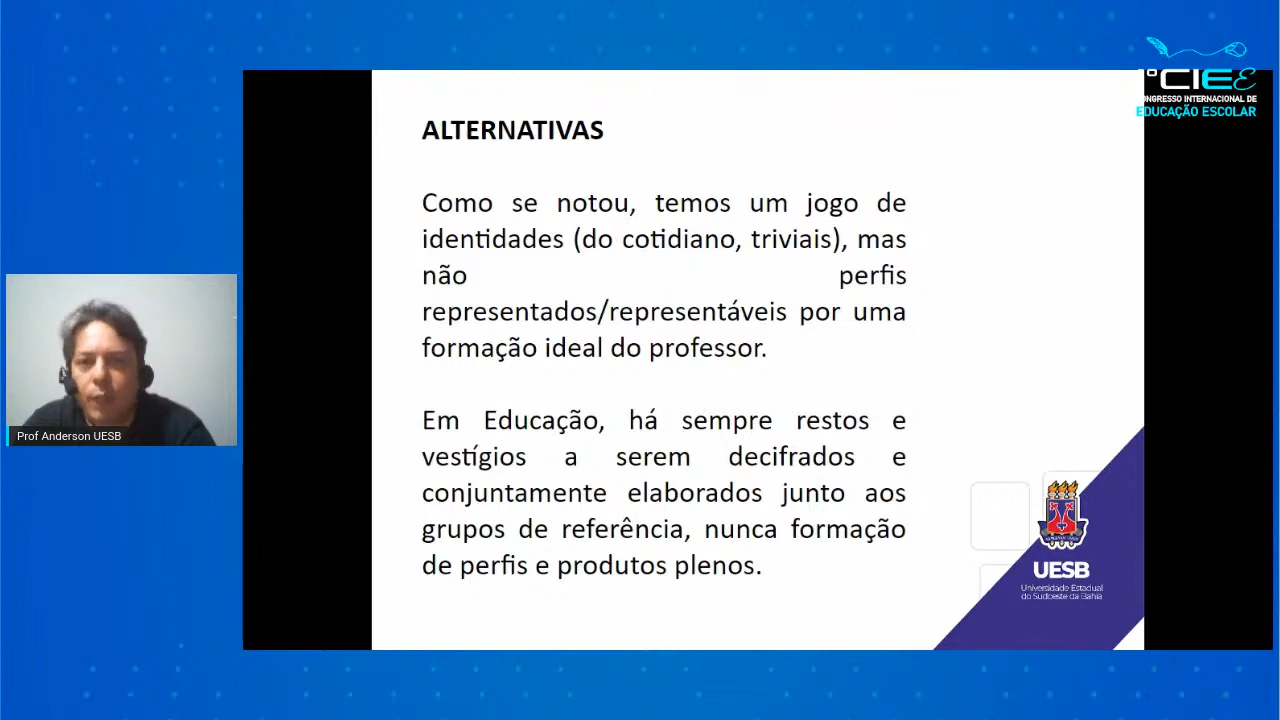 CIEE
CONGRESSO INTERNACIONAL DE
EDUCAÇÃO ESCOLAR
ALTERNATIVAS
Como se notou, temos um jogo de
identidades (do cotidiano, triviais), mas
não perfis
representados/representáveis por uma
formação ideal do professor.
Em Educação, há sempre restos e
vestígios a serem decifrados e
conjuntamente elaborados junto aos
grupos de referência, nunca formação
de perfis e produtos plenos.
Prof Anderson UESB
UESB
Universidade Estadual
do Sudoeste da Bahia